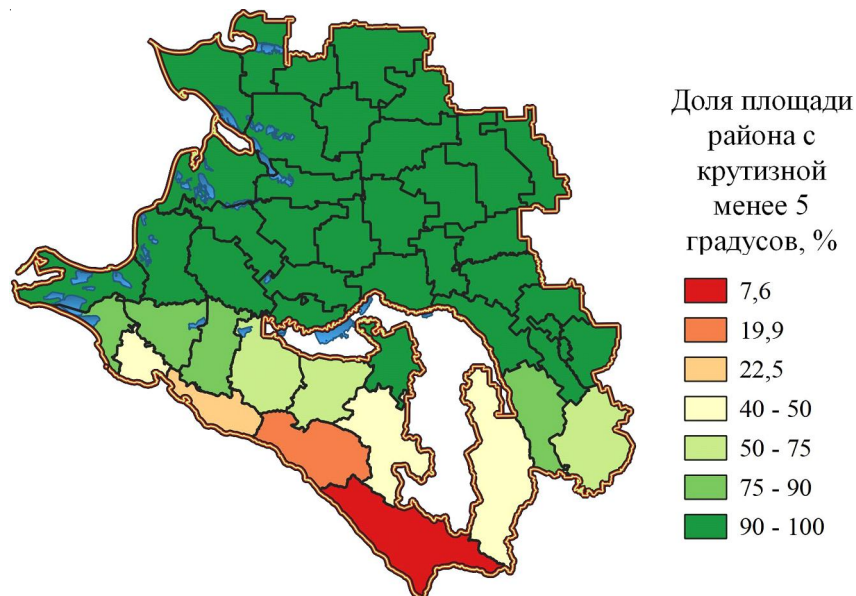 Доля площади
района с
крутизной
менее 5
градусов, %
7,6
19,9
22,5
40 - 50
50 - 75
75 - 90
90 - 100